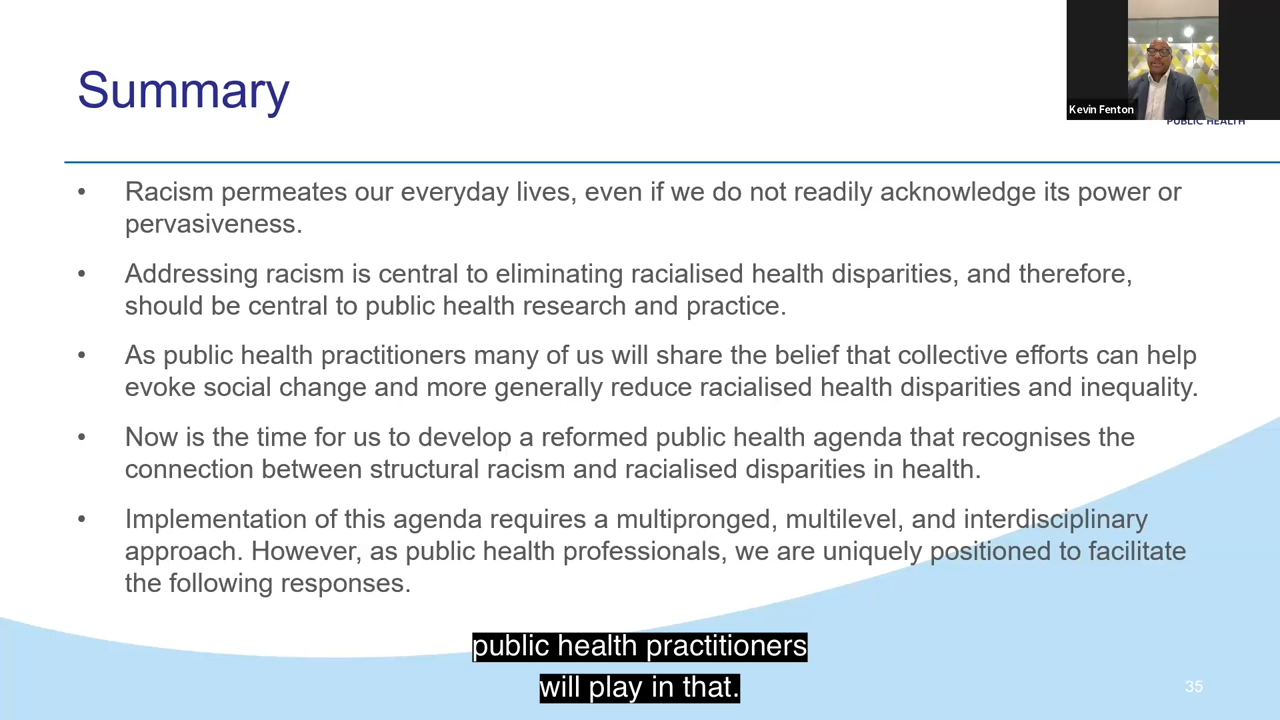 Summary
Kevin Fenton
PUBLIC HEALTH
• Racism permeates our everyday lives, even if we do not readily acknowledge its power or
pervasiveness.
• Addressing racism is central to eliminating racialised health disparities, and therefore,
should be central to public health research and practice.
• As public health practitioners many of us will share the belief that collective efforts can help
evoke social change and more generally reduce racialised health disparities and inequality.
• Now is the time for us to develop a reformed public health agenda that recognises the
connection between structural racism and racialised disparities in health.
• Implementation of this agenda requires a multipronged, multilevel, and interdisciplinary
approach. However, as public health professionals, we are uniquely positioned to facilitate
the following responses.
public health practitioners
will play in that.
35